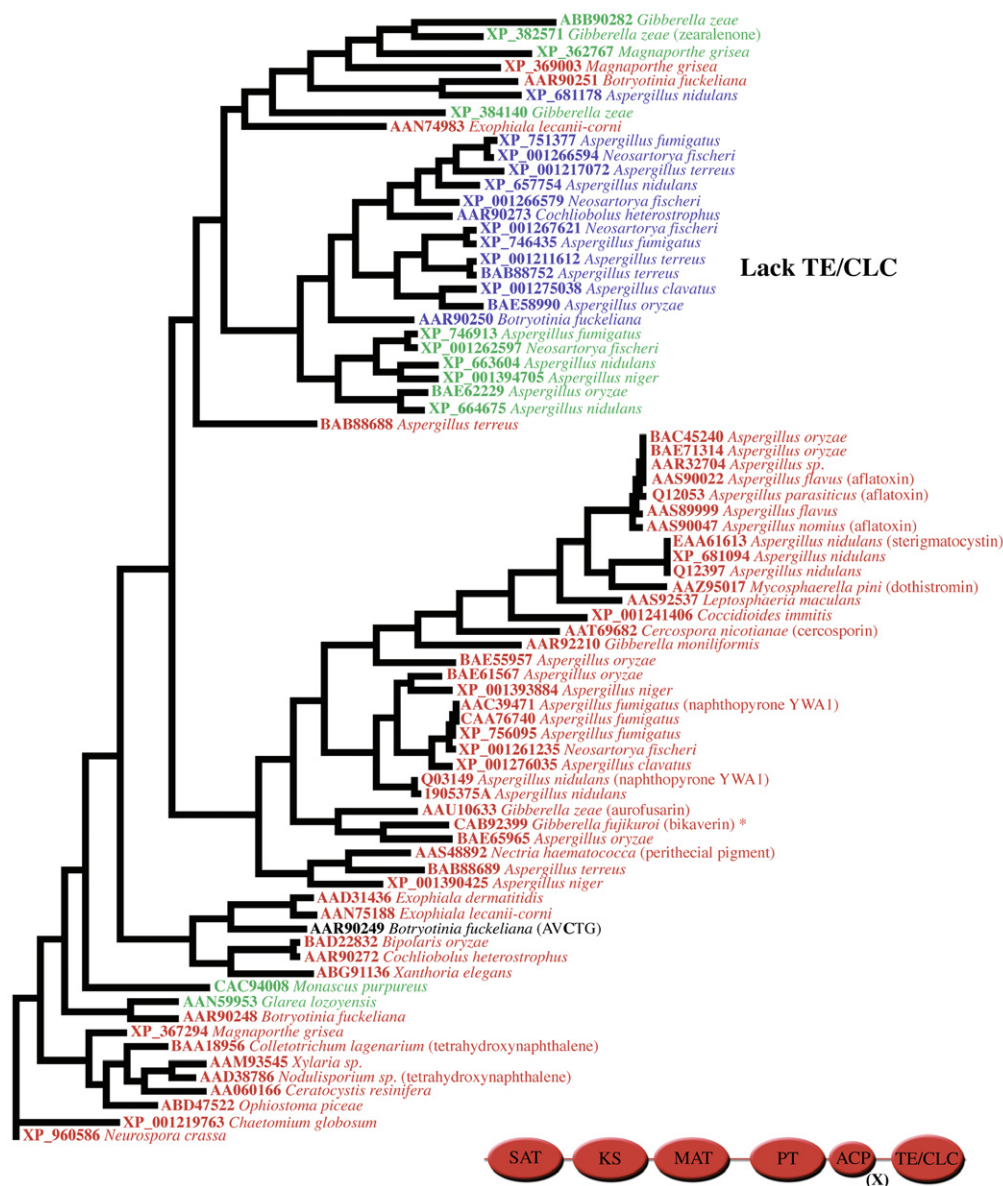 ABB90282 Gibberella zeae
XP_382571 Gibberella zeae (zearalenone)
XP_362767 Magnaporthe grisea
XP_369003 Magnaporthe grisea
AAR90251 Botryotinia fuckeliana
XP_681178 Aspergillus nidulans
XP_384140 Gibberella zeae
AAN74983 Exophiala lecanii-corni
XP_751377 Aspergillus fumigatus
XP_001266594 Neosartorya fischeri
XP_001217072 Aspergillus terreus
XP_657754 Aspergillus nidulans
XP_001266579 Neosartorya fischeri
AAR90273 Cochliobolus heterostrophus
XP_001267621 Neosartorya fischeri
XP_746435 Aspergillus fumigatus
XP_001211612 Aspergillus terreus
Lack TE/CLC
BAB88752 Aspergillus terreus
XP_001275038 Aspergillus clavatus
BAE58990 Aspergillus oryzae
AAR90250 Botryotinia fuckeliana
XP_746913 Aspergillus fumigatus
XP_001262597 Neosartorya fischeri
XP_663604 Aspergillus nidulans
XP_001394705 Aspergillus niger
BAE62229 Aspergillus oryzae
XP_664675 Aspergillus nidulans
BAB88688 Aspergillus terreus
BAC45240 Aspergillus oryzae
BAE71314 Aspergillus oryzae
AAR32704 Aspergillus sp.
AAS90022 Aspergillus flavus (aflatoxin)
Q12053 Aspergillus parasiticus (aflatoxin)
AAS89999 Aspergillus flavus
AAS90047 Aspergillus nomius (aflatoxin)
EAA61613 Aspergillus nidulans (sterigmatocystin)
XP_681094 Aspergillus nidulans
Q12397 Aspergillus nidulans
AAZ95017 Mycosphaerella pini (dothistromin)
AAS92537 Leptosphaeria maculans
XP_001241406 Coccidioides immitis
AAT69682 Cercospora nicotianae (cercosporin)
AAR92210 Gibberella moniliformis
BAE55957 Aspergillus oryzae
BAE61567 Aspergillus oryzae
XP_001393884 Aspergillus niger
AAC39471 Aspergillus fumigatus (naphthopyrone YWA1)
CAA76740 Aspergillus fumigatus
XP_756095 Aspergillus fumigatus
XP_001261235 Neosartorya fischeri
XP_001276035 Aspergillus clavatus
Q03149 Aspergillus nidulans (naphthopyrone YWA1)
1905375A Aspergillus nidulans
AAU10633 Gibberella zeae (aurofusarin)
CAB92399 Gibberella fujikuroi (bikaverin) *
BAE65965 Aspergillus oryzae
AAS48892 Nectria haematococca (perithecial pigment)
BAB88689 Aspergillus terreus
XP_001390425 Aspergillus niger
AAD31436 Exophiala dermatitidis
AAN75188 Exophiala lecanii-corni
AAR90249 Botryotinia fuckeliana (AVCTG)
BAD22832 Bipolaris oryzae
AAR90272 Cochliobolus heterostrophus
ABG91136 Xanthoria elegans
CAC94008 Monascus purpureus
AAN59953 Glarea lozoyensis
AAR90248 Botryotinia fuckeliana
XP_367294 Magnaporthe grisea
BAA18956 Colletotrichum lagenarium (tetrahydroxynaphthalene)
AAM93545 Xylaria sp.
AAD38786 Nodulisporium sp. (tetrahydroxynaphthalene)
AA060166 Ceratocystis resinifera
ABD47522 Ophiostoma piceae
XP_001219763 Chaetomium globosum
XP_960586 Neurospora crassa
SAT KS MAT PT ACP TE/CLC
(X)